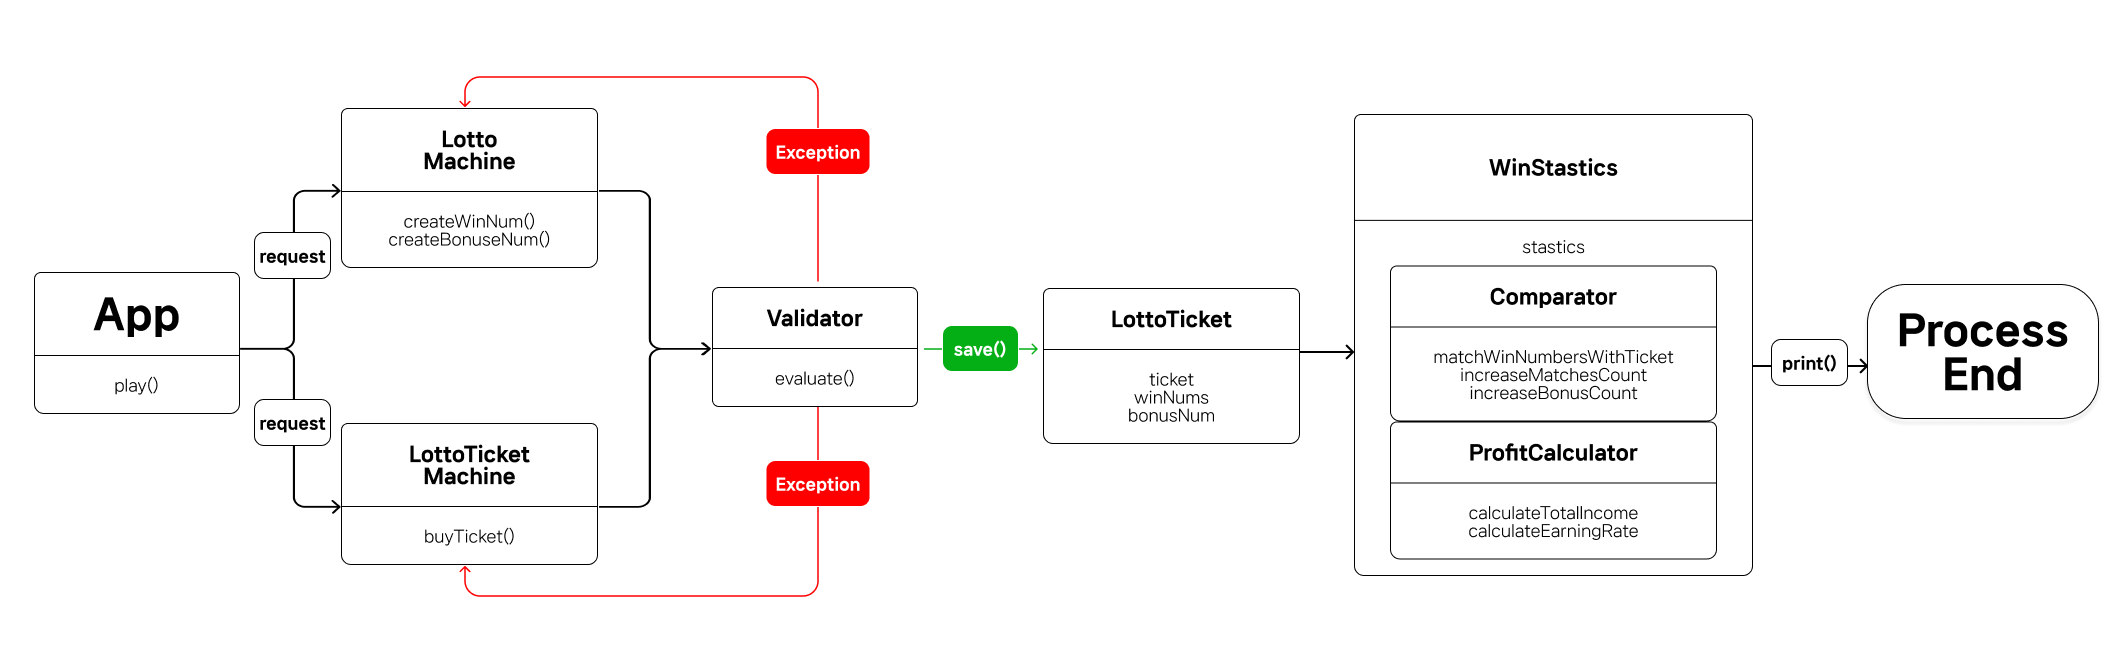 App
play()
request
request
Lotto
Machine
createWinNum()
createBonuseNum()
LottoTicket
Machine
buyTicket()
Exception
Validator
evaluate()
Exception
save()
LottoTicket
ticket
winNums
bonusNum
WinStastics
stastics
Comparator
matchWinNumbersWithTicket
increaseMatchesCount
increaseBonusCount
ProfitCalculator
calculateTotalIncome
calculateEarningRate
print()
Process
End